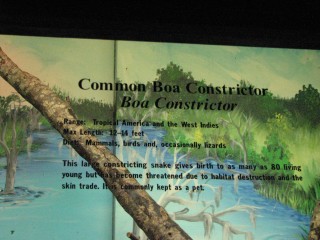 Common Boa Constrictor
Boa Constrictor
Range: Tropical America and the West Indies
Max Length: 12-14 feet
Diet: Mammals, birds and, occasionally, lizards
This large constricting snake gives birth to as many as 80 living
young but has become threatened due to habitat destruction and the
skin trade. It is commonly kept as a pet.